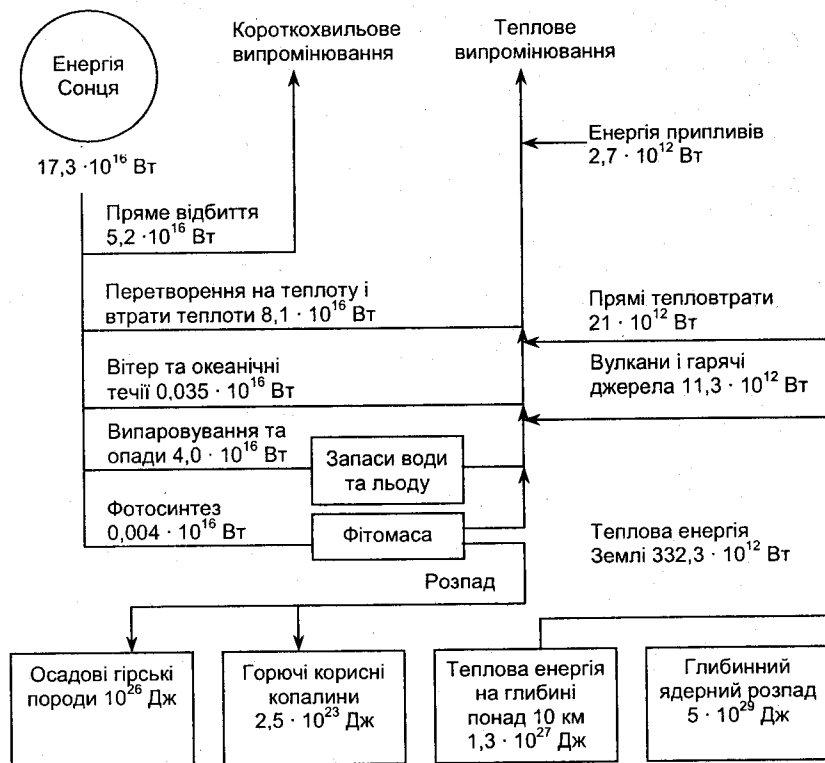 Енергія
Сонця
17,3 · 10^16 Вт
Короткохвильове
випромінювання
Теплове
випромінювання
Енергія припливів
2,7 · 10^12 Вт
Пряме відбиття
5,2 · 10^16 Вт
Перетворення на теплоту і
втрати теплоти 8,1 · 10^16 Вт
Прямі тепловтрати
21 · 10^12 Вт
Вітер та океанічні
течії 0,035 · 10^16 Вт
Вулкани і гарячі
джерела 11,3 · 10^12 Вт
Випаровування та
опади 4,0 · 10^16 Вт
Запаси води
та льоду
Фотосинтез
0,004 · 10^16 Вт
Фітомаса
Теплова енергія
Землі 332,3 · 10^12 Вт
Розпад
Осадові гірські
породи 10^26 Дж
Горючі корисні
копалини
2,5 · 10^23 Дж
Теплова енергія
на глибині
понад 10 км
1,3 · 10^27 Дж
Глибинний
ядерний розпад
5 · 10^29 Дж